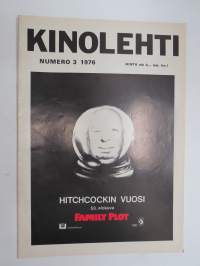 KINOLEHTI
NUMERO 3 1976
HITCHCOCKIN VUOSI
FAMILY PLOT